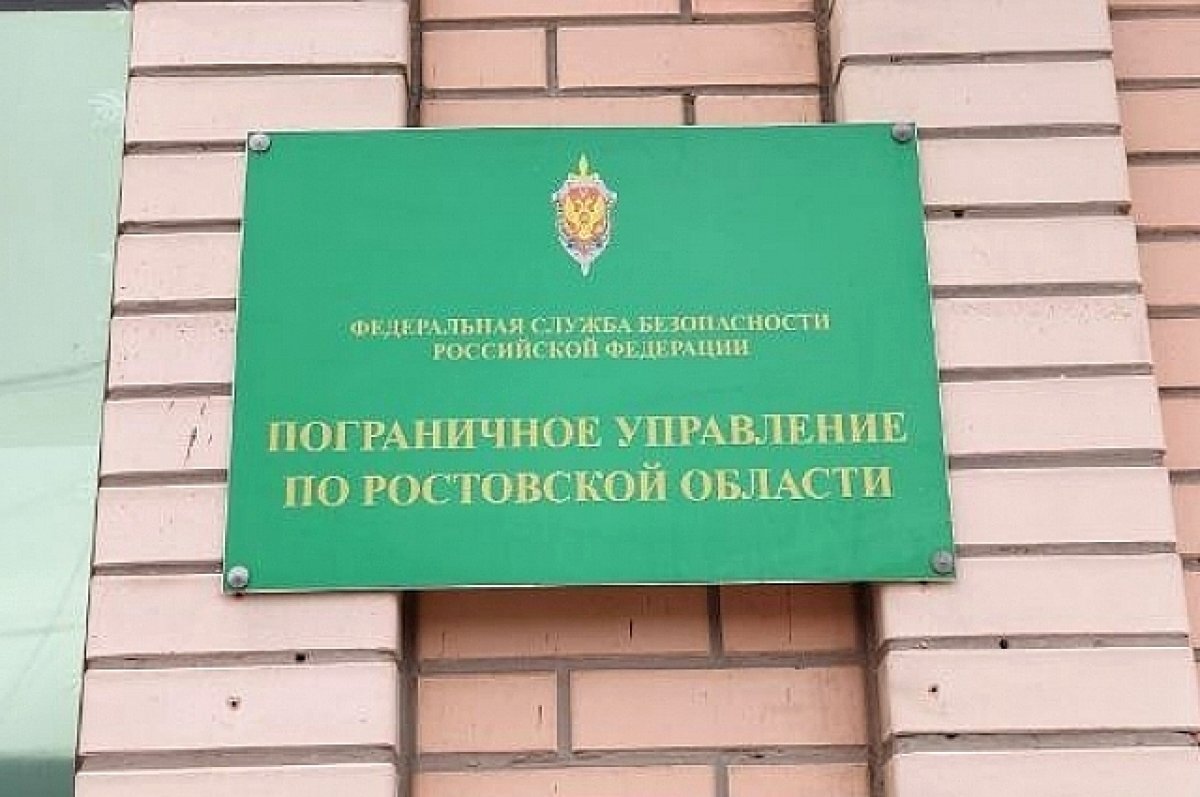 ФЕДЕРАЛЬНАЯ СЛУЖБА БЕЗОПАСНОСТИ
РОССИЙСКОЙ ФЕДЕРАЦИИ
ПОГРАНИЧНОЕ УПРАВЛЕНИЕ
ПО РОСТОВСКОЙ ОБЛАСТИ